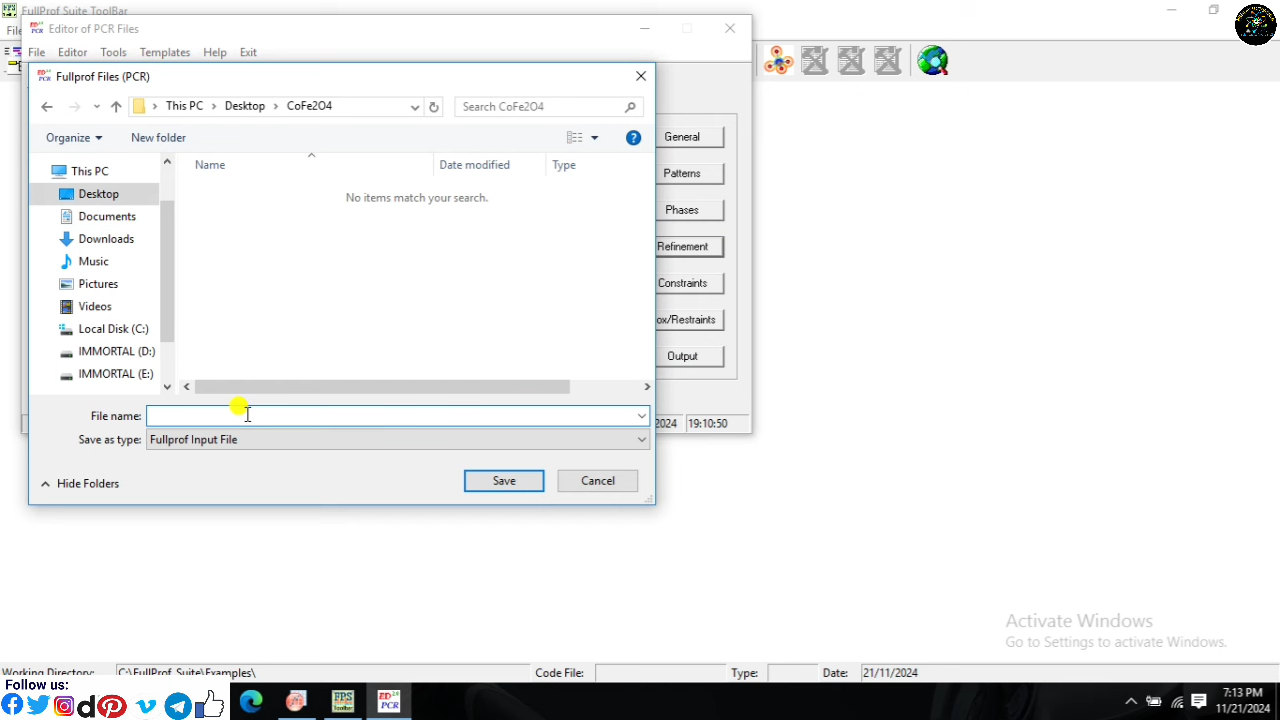 FullProf Suite ToolBar
Editor of PCR Files
File Editor Tools Templates Help Exit
Fullprof Files (PCR)
This PC > Desktop > CoFe2O4
Search CoFe2O4
Organize New folder
Name Date modified Type
No items match your search.
This PC
Desktop
Documents
Downloads
Music
Pictures
Videos
Local Disk (C:)
IMMORTAL (D:)
IMMORTAL (E:)
File name:
Save as type: Fullprof Input File
Hide Folders Save Cancel
General
Patterns
Phases
Refinement
Constraints
ox/Restraints
Output
2024 19:10:50
Activate Windows
Go to Settings to activate Windows.
Working Directory: C:\FullProf_Suite\Examples\ Code File: Type: Date: 21/11/2024
Follow us:
7:13 PM
11/21/2024